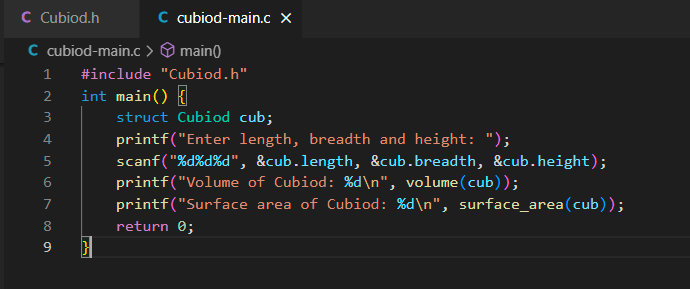 C Cubiod.h C cubiod-main.c ×
C cubiod-main.c > main()
1 #include "Cubiod.h"
2 int main() {
3 struct Cubiod cub;
4 printf("Enter length, breadth and height: ");
5 scanf("%d%d%d", &cub.length, &cub.breadth, &cub.height);
6 printf("Volume of Cubiod: %d\n", volume(cub));
7 printf("Surface area of Cubiod: %d\n", surface_area(cub));
8 return 0;
9 }